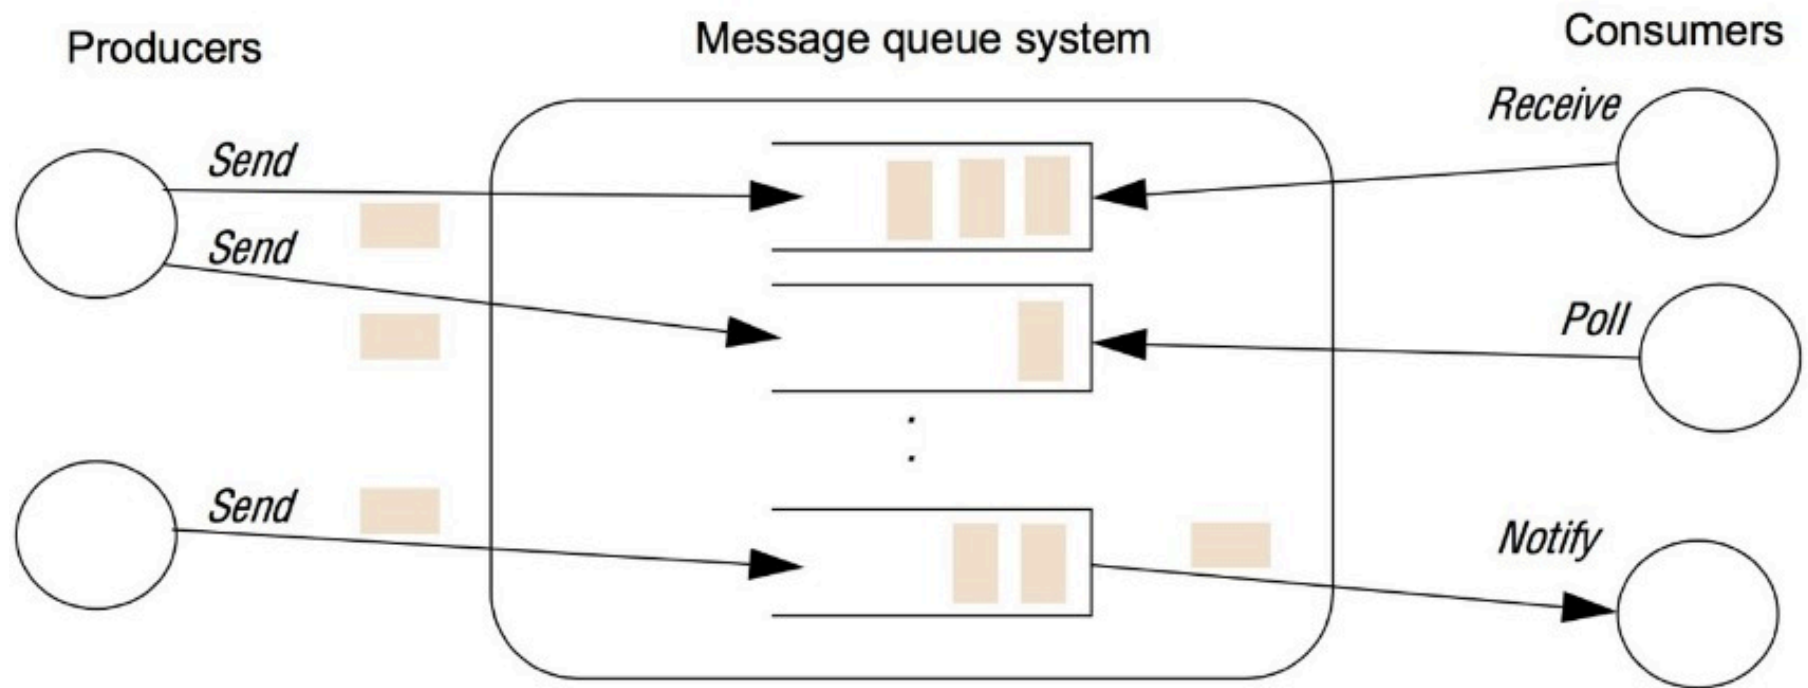 Producers
Message queue system
Consumers
Receive
Send
Send
Poll
Send
Notify